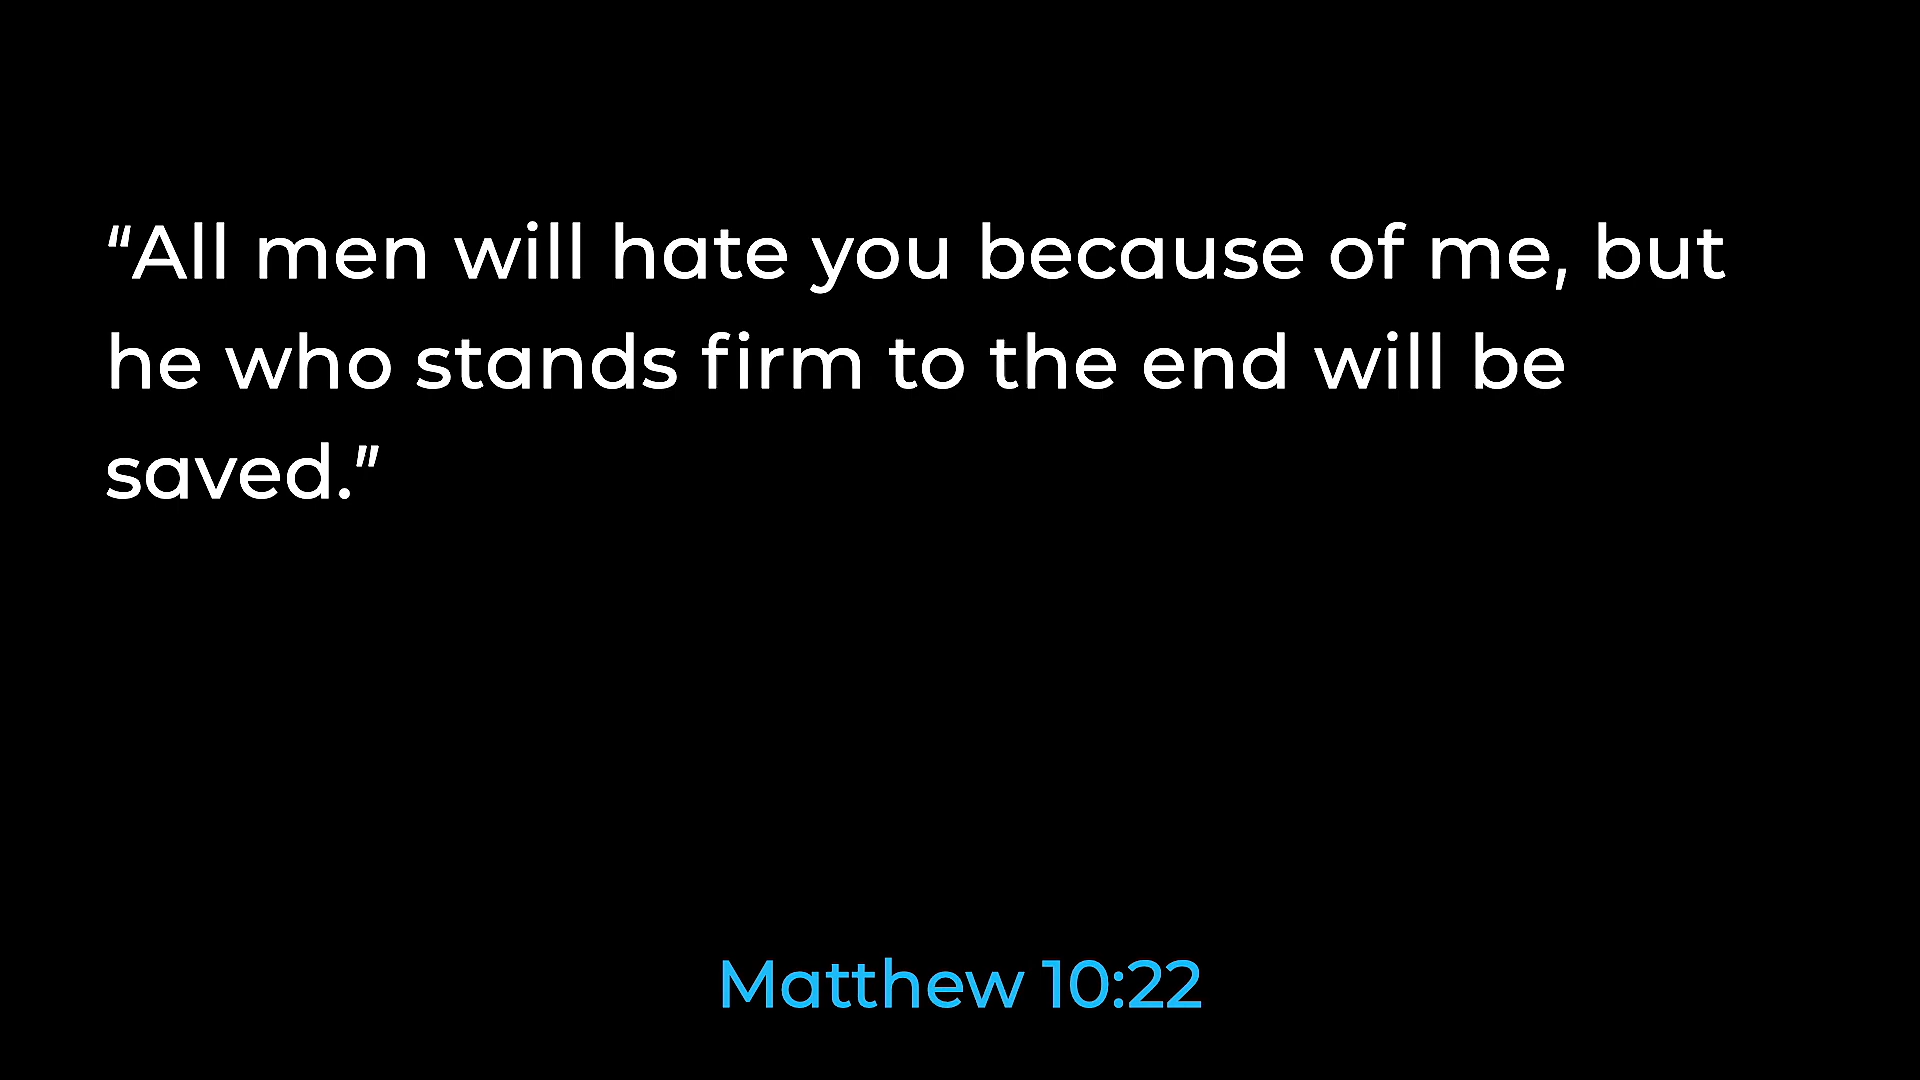 “All men will hate you because of me, but
he who stands firm to the end will be
saved.”
Matthew 10:22